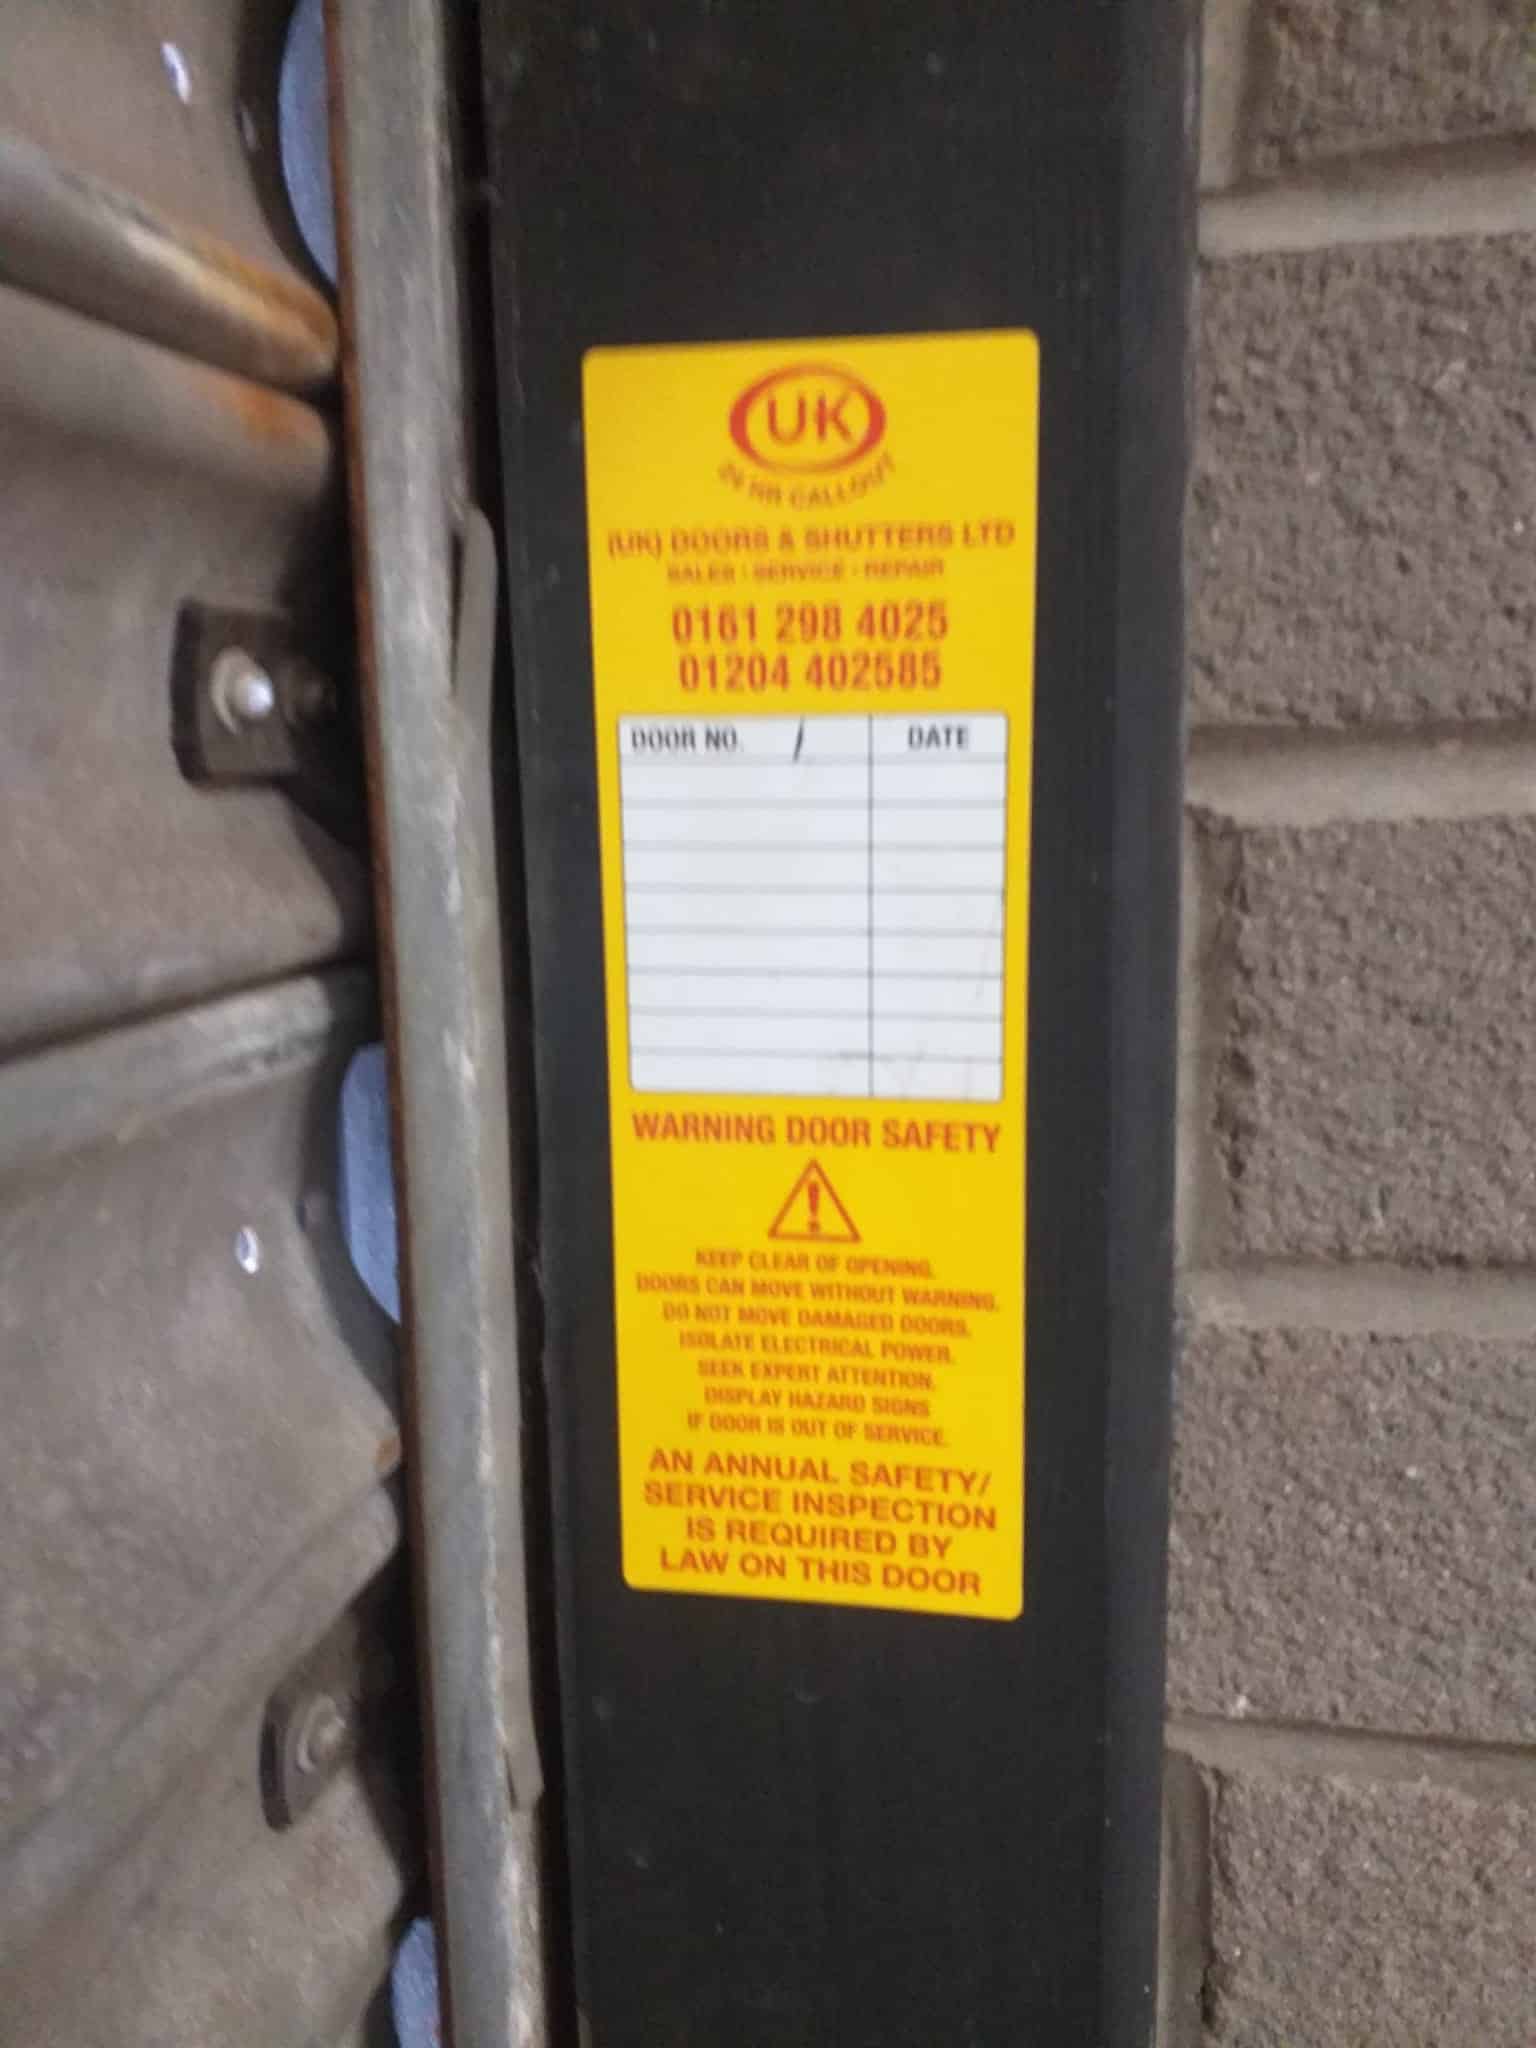 UK
24 HR CALLOUT
(UK) DOORS & SHUTTERS LTD
SALES - SERVICE - REPAIR
0161 298 4025
01204 402585
DOOR NO. / DATE
WARNING DOOR SAFETY
!
KEEP CLEAR OF OPENING.
DOORS CAN MOVE WITHOUT WARNING.
DO NOT MOVE DAMAGED DOORS.
ISOLATE ELECTRICAL POWER.
SEEK EXPERT ATTENTION.
DISPLAY HAZARD SIGNS
IF DOOR IS OUT OF SERVICE.
AN ANNUAL SAFETY/
SERVICE INSPECTION
IS REQUIRED BY
LAW ON THIS DOOR